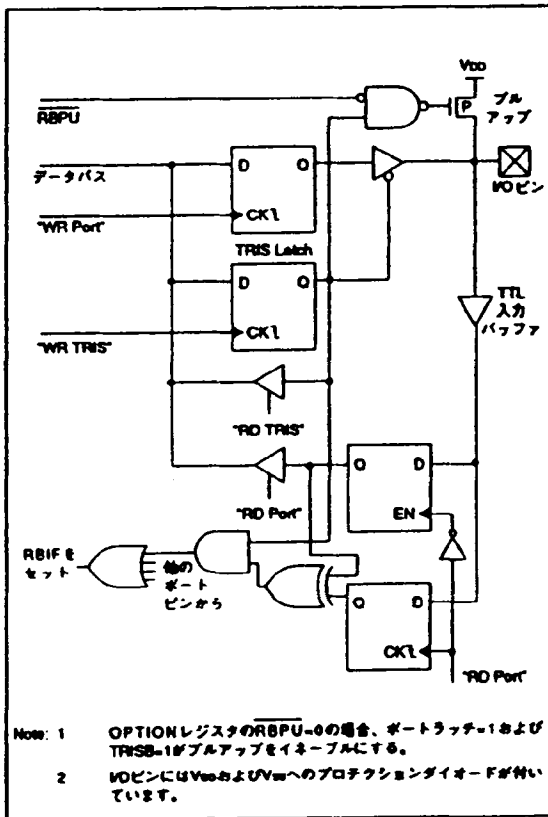 VDD
P
プル
アップ
RBPU
データバス
D Q
I/Oピン
"WR Port"
CK
TRIS Latch
D Q
TTL
入力
バッファ
"WR TRIS"
CK
"RD TRIS"
Q D
"RD Port"
EN
RBIFを
セット
他の
ポート
ピンから
Q D
CK
"RD Port"
Note: 1 OPTIONレジスタのRBPU=0の場合、ポートラッチ=1および
TRISB=1がプルアップをイネーブルにする。
2 I/OピンにはVDDおよびVssへのプロテクションダイオードが付い
ています。